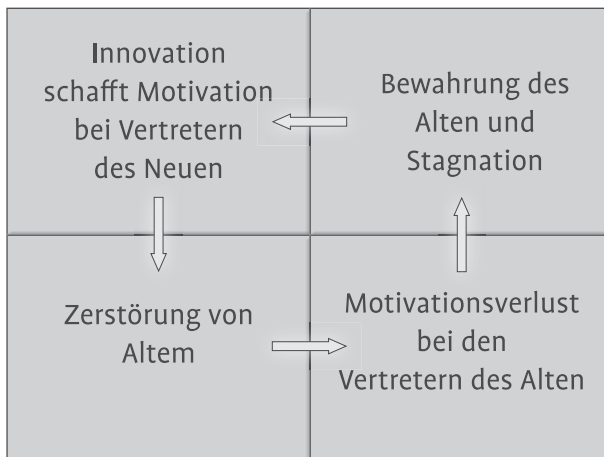 Innovation
schafft Motivation
bei Vertretern
des Neuen
Bewahrung des
Alten und
Stagnation
Zerstörung von
Altem
Motivationsverlust
bei den
Vertretern des Alten